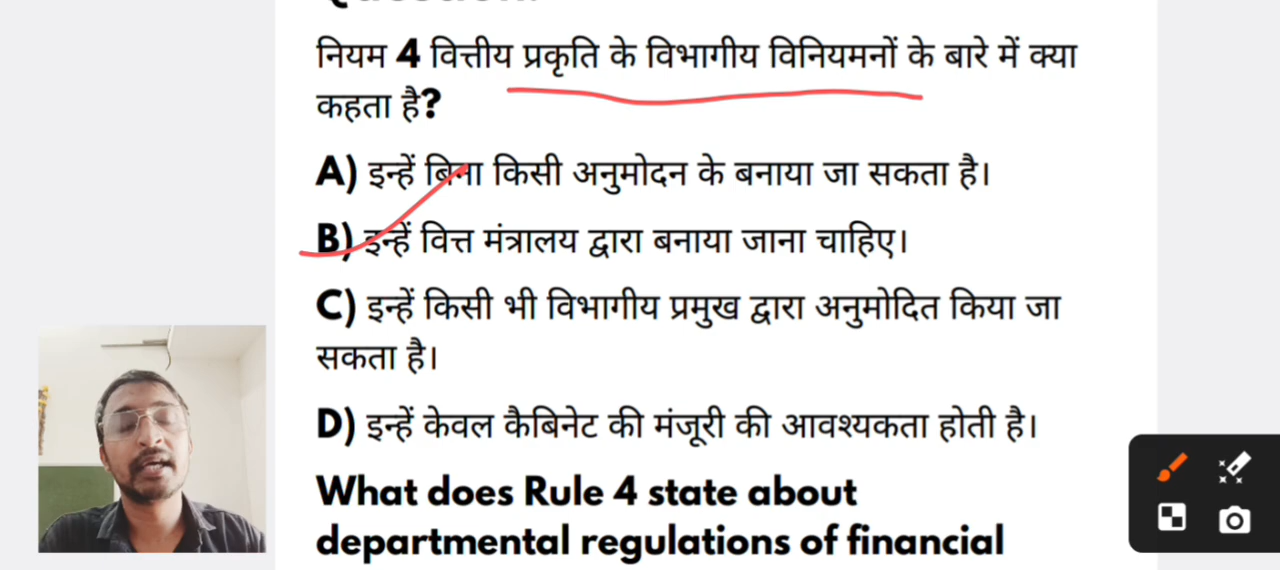 नियम 4 वित्तीय प्रकृति के विभागीय विनियमनों के बारे में क्या
कहता है?
A) इन्हें बिना किसी अनुमोदन के बनाया जा सकता है।
B) इन्हें वित्त मंत्रालय द्वारा बनाया जाना चाहिए।
C) इन्हें किसी भी विभागीय प्रमुख द्वारा अनुमोदित किया जा
सकता है।
D) इन्हें केवल कैबिनेट की मंजूरी की आवश्यकता होती है।
What does Rule 4 state about
departmental regulations of financial